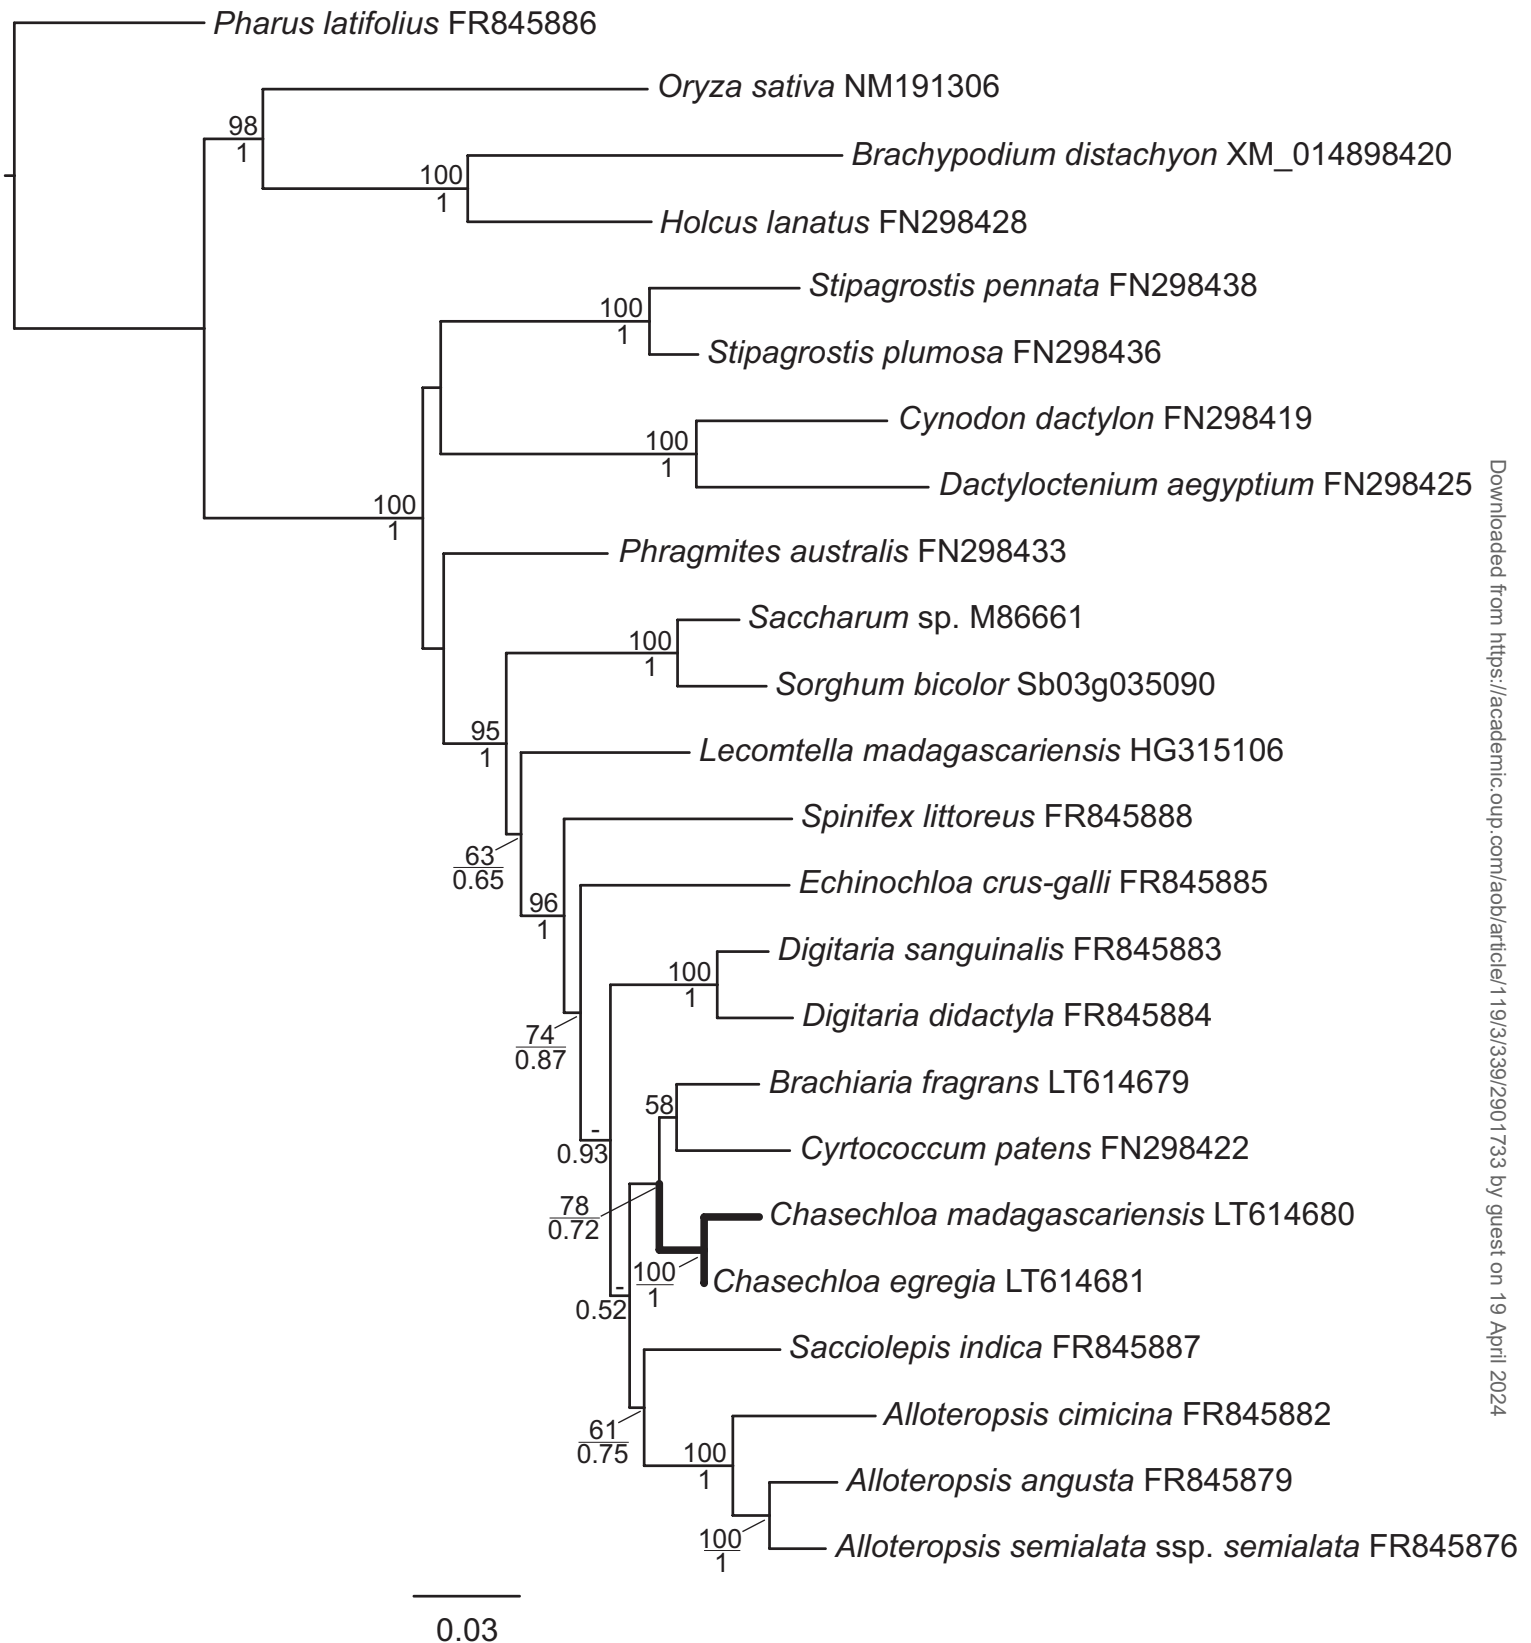 Pharus latifolius FR845886
Oryza sativa NM191306
98
1
Brachypodium distachyon XM_014898420
100
1
Holcus lanatus FN298428
Stipagrostis pennata FN298438
100
1
Stipagrostis plumosa FN298436
Cynodon dactylon FN298419
100
1
Dactyloctenium aegyptium FN298425
100
1
Phragmites australis FN298433
Saccharum sp. M86661
100
1
Sorghum bicolor Sb03g035090
95
1
Lecomtella madagascariensis HG315106
Spinifex littoreus FR845888
63
0.65
Echinochloa crus-galli FR845885
96
1
Digitaria sanguinalis FR845883
100
1
Digitaria didactyla FR845884
74
0.87
Brachiaria fragrans LT614679
58
-
0.93
Cyrtococcum patens FN298422
78
0.72
Chasechloa madagascariensis LT614680
100
1
Chasechloa egregia LT614681
-
0.52
Sacciolepis indica FR845887
Alloteropsis cimicina FR845882
61
0.75
100
1
Alloteropsis angusta FR845879
100
1
Alloteropsis semialata ssp. semialata FR845876
0.03
Downloaded from https://academic.oup.com/aob/article/119/3/339/2901733 by guest on 19 April 2024